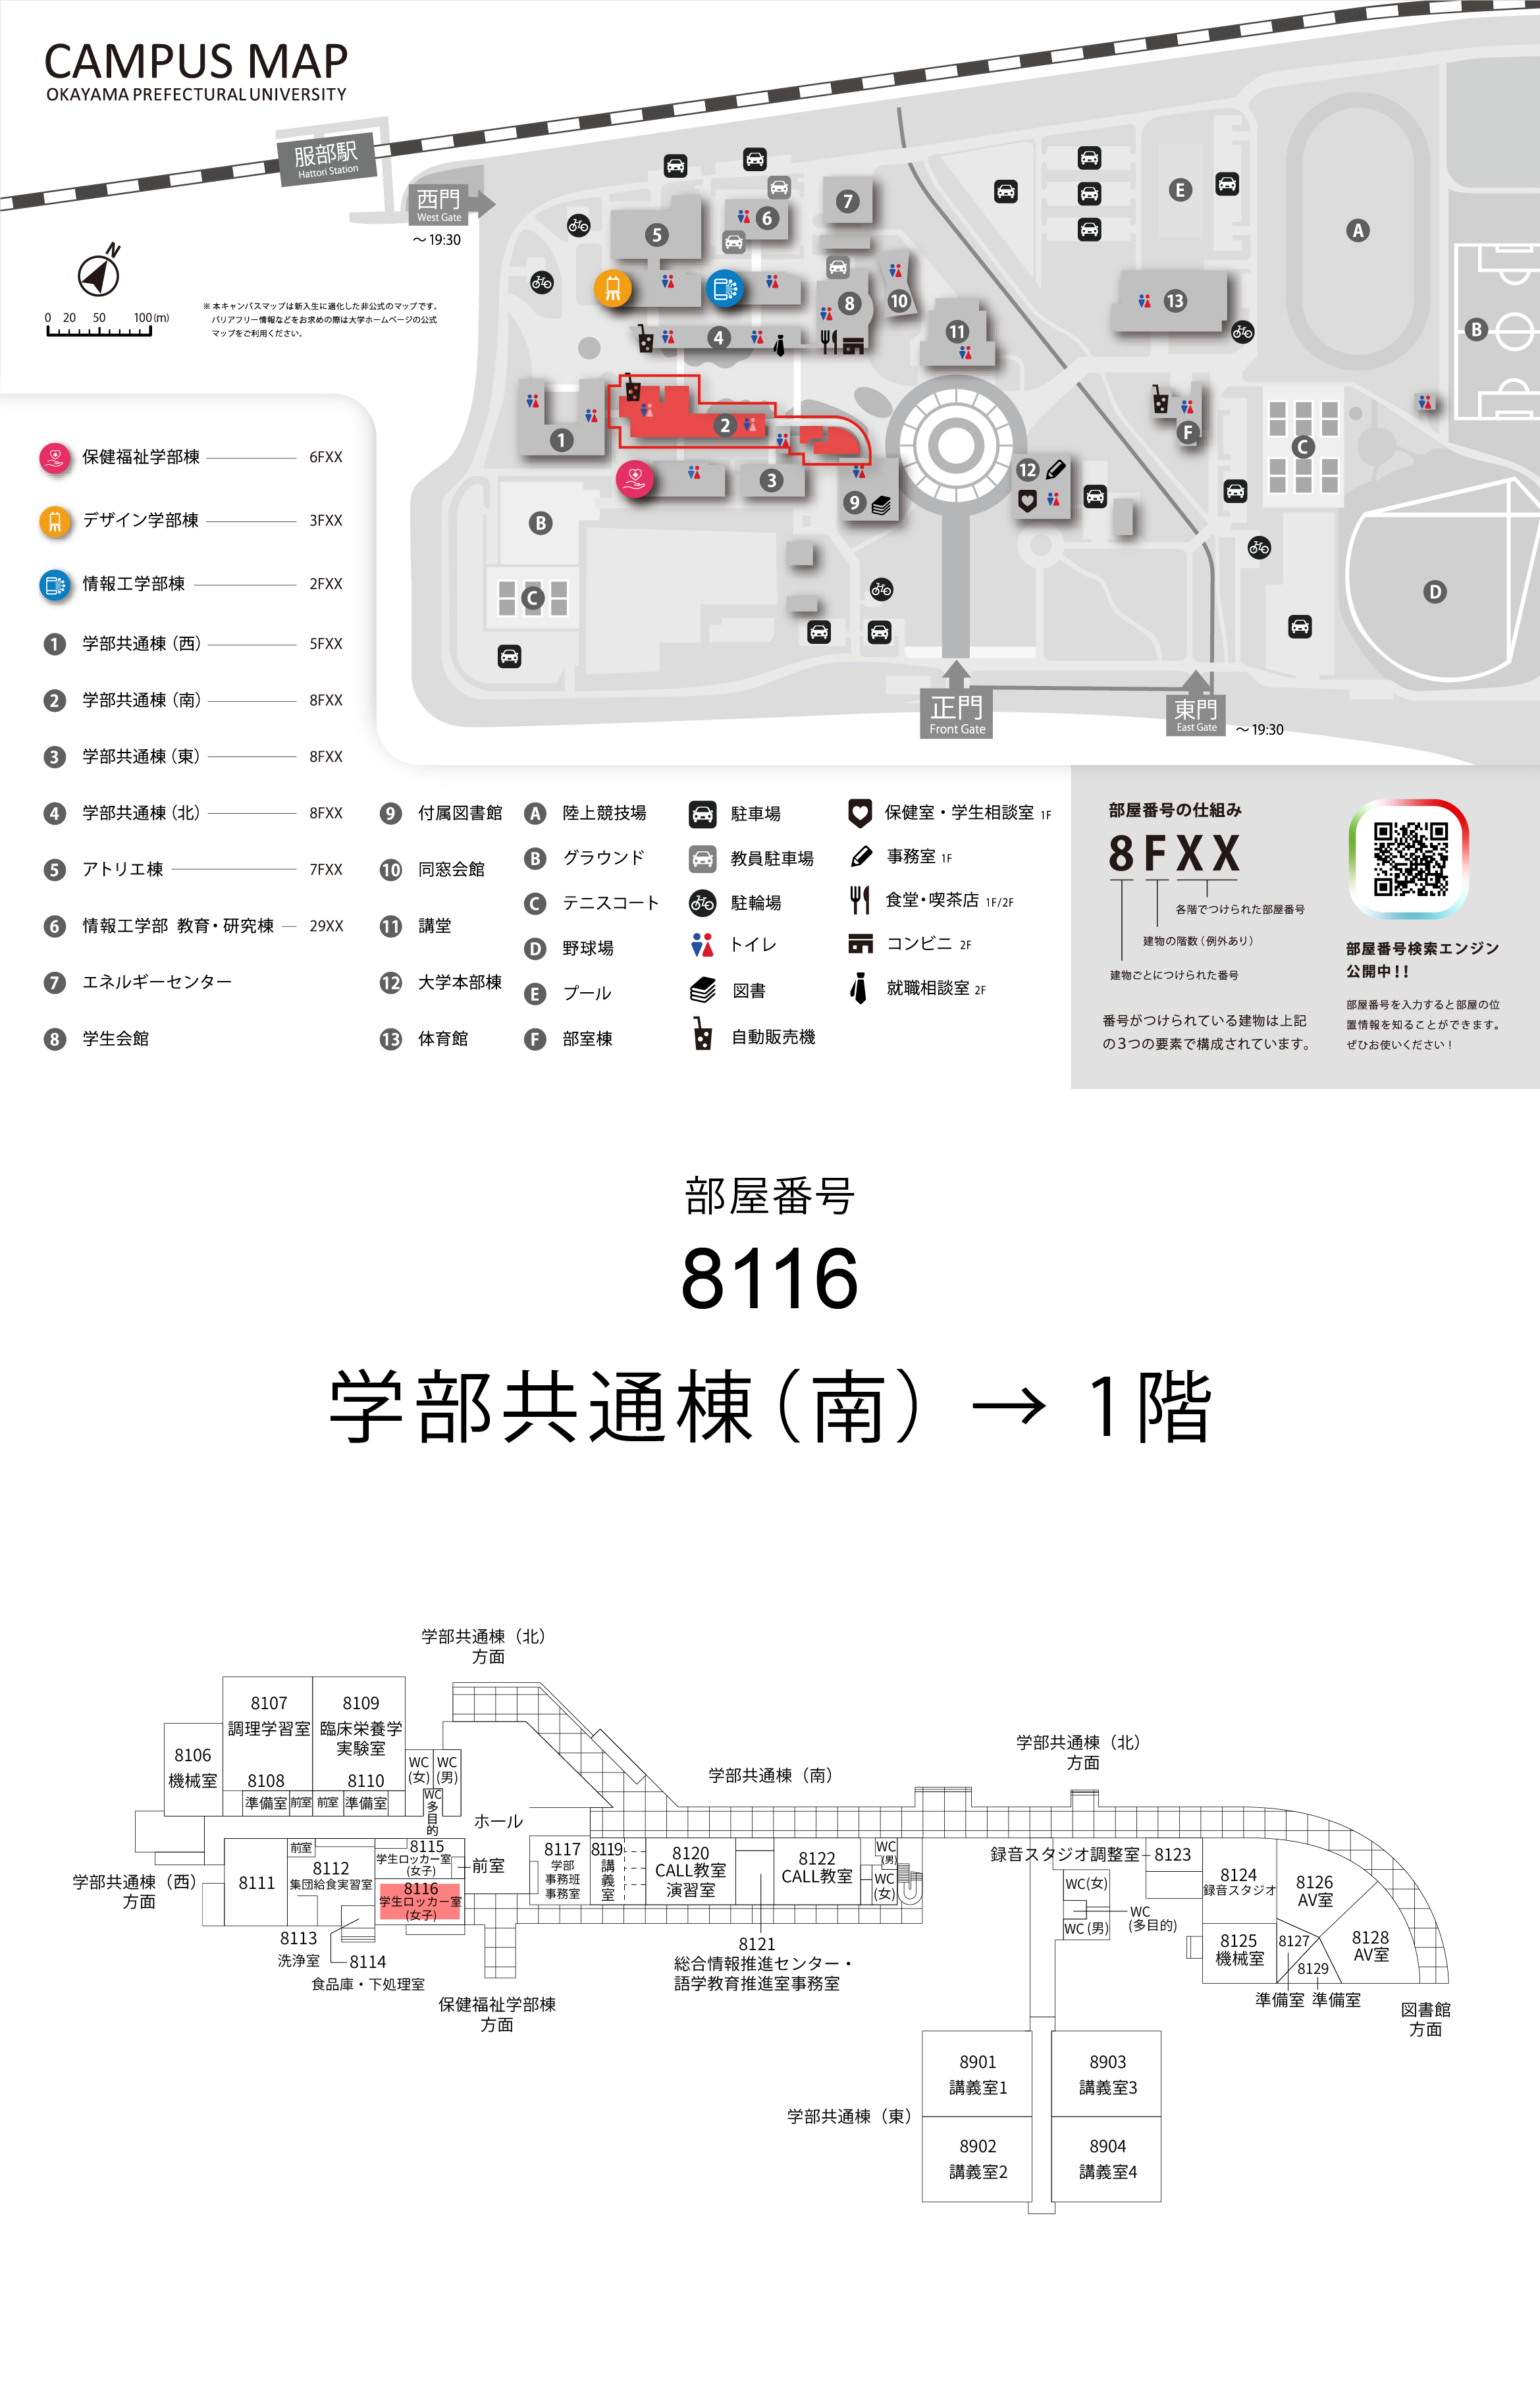 CAMPUS MAP
OKAYAMA PREFECTURAL UNIVERSITY
服部駅
Hattori Station
西門
West Gate
～19:30
N
0 20 50 100(m)
※ 本キャンバスマップは新入生に適化した非公式のマップです。
バリアフリー情報などをお求めの際は大学ホームページの公式
マップをご利用ください。
5
6
7
8
10
4
11
13
1
2
3
9
12
A
B
C
D
E
F
B
C
正門
Front Gate
東門
East Gate
～19:30
保健福祉学部棟 6FXX
デザイン学部棟 3FXX
情報工学部棟 2FXX
1 学部共通棟（西） 5FXX
2 学部共通棟（南） 8FXX
3 学部共通棟（東） 8FXX
4 学部共通棟（北） 8FXX
5 アトリエ棟 7FXX
6 情報工学部 教育・研究棟 29XX
7 エネルギーセンター
8 学生会館
9 付属図書館
10 同窓会館
11 講堂
12 大学本部棟
13 体育館
A 陸上競技場
B グラウンド
C テニスコート
D 野球場
E プール
F 部室棟
駐車場
教員駐車場
駐輪場
トイレ
図書
自動販売機
保健室・学生相談室 1F
事務室 1F
食堂・喫茶店 1F/2F
コンビニ 2F
就職相談室 2F
部屋番号の仕組み
8FXX
各階でつけられた部屋番号
建物の階数（例外あり）
建物ごとにつけられた番号
番号がつけられている建物は上記
の3つの要素で構成されています。
部屋番号検索エンジン
公開中！！
部屋番号を入力すると部屋の位
置情報を知ることができます。
ぜひお使いください！
部屋番号
8116
学部共通棟（南） → 1階
学部共通棟（北）
方面
8107
調理学習室
8109
臨床栄養学
実験室
8106
機械室
8108
準備室
前室
前室
8110
準備室
WC
(女)
WC
(男)
WC
多
目
的
ホール
学部共通棟（南）
学部共通棟（北）
方面
学部共通棟（西）
方面
8111
前室
8112
集団給食実習室
8115
学生ロッカー室
(女子)
前室
8116
学生ロッカー室
(女子)
8113
洗浄室
8114
食品庫・下処理室
保健福祉学部棟
方面
8117
学部
事務班
事務室
8119
講
義
室
8120
CALL教室
演習室
8121
総合情報推進センター・
語学教育推進室事務室
8122
CALL教室
WC
(男)
WC
(女)
録音スタジオ調整室
8123
WC(女)
WC
(多目的)
WC (男)
8124
録音スタジオ
8125
機械室
8126
AV室
8127
8128
AV室
8129
準備室
準備室
図書館
方面
学部共通棟（東）
8901
講義室1
8903
講義室3
8902
講義室2
8904
講義室4